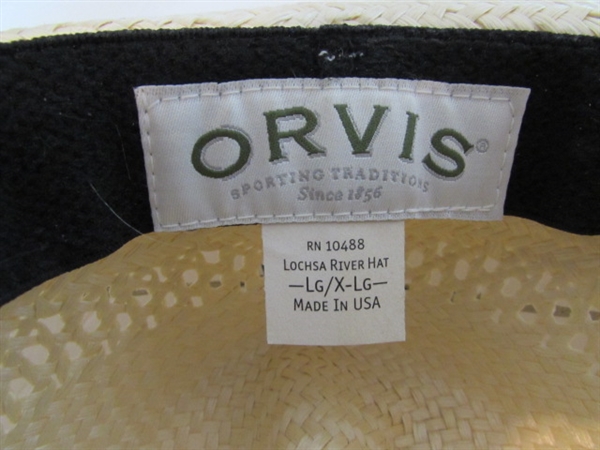 ORVIS®
SPORTING TRADITIONS
Since 1856
RN 10488
LOCHSA RIVER HAT
—LG/X-LG—
MADE IN USA